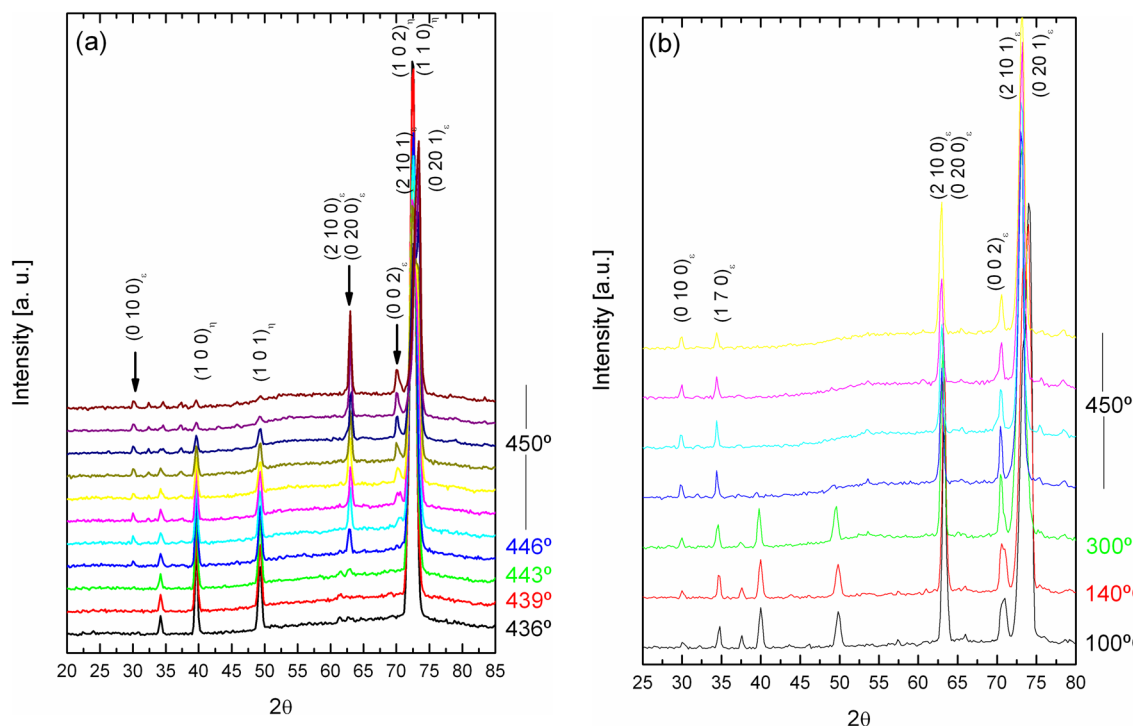 (a)
(1 0 2)η
(1 1 0)η
(2 10 1)ε
(0 20 1)ε
(2 10 0)ε
(0 20 0)ε
(0 0 2)ε
(0 10 0)ε
(1 0 0)η
(1 0 1)η
450º
446º
443º
439º
436º
20 25 30 35 40 45 50 55 60 65 70 75 80 85
2θ
Intensity [a. u.]
(b)
(2 10 1)ε
(0 20 1)ε
(2 10 0)ε
(0 20 0)ε
(0 0 2)ε
(0 10 0)ε
(1 7 0)ε
450º
300º
140º
100º
25 30 35 40 45 50 55 60 65 70 75 80
2θ
Intensity [a.u.]